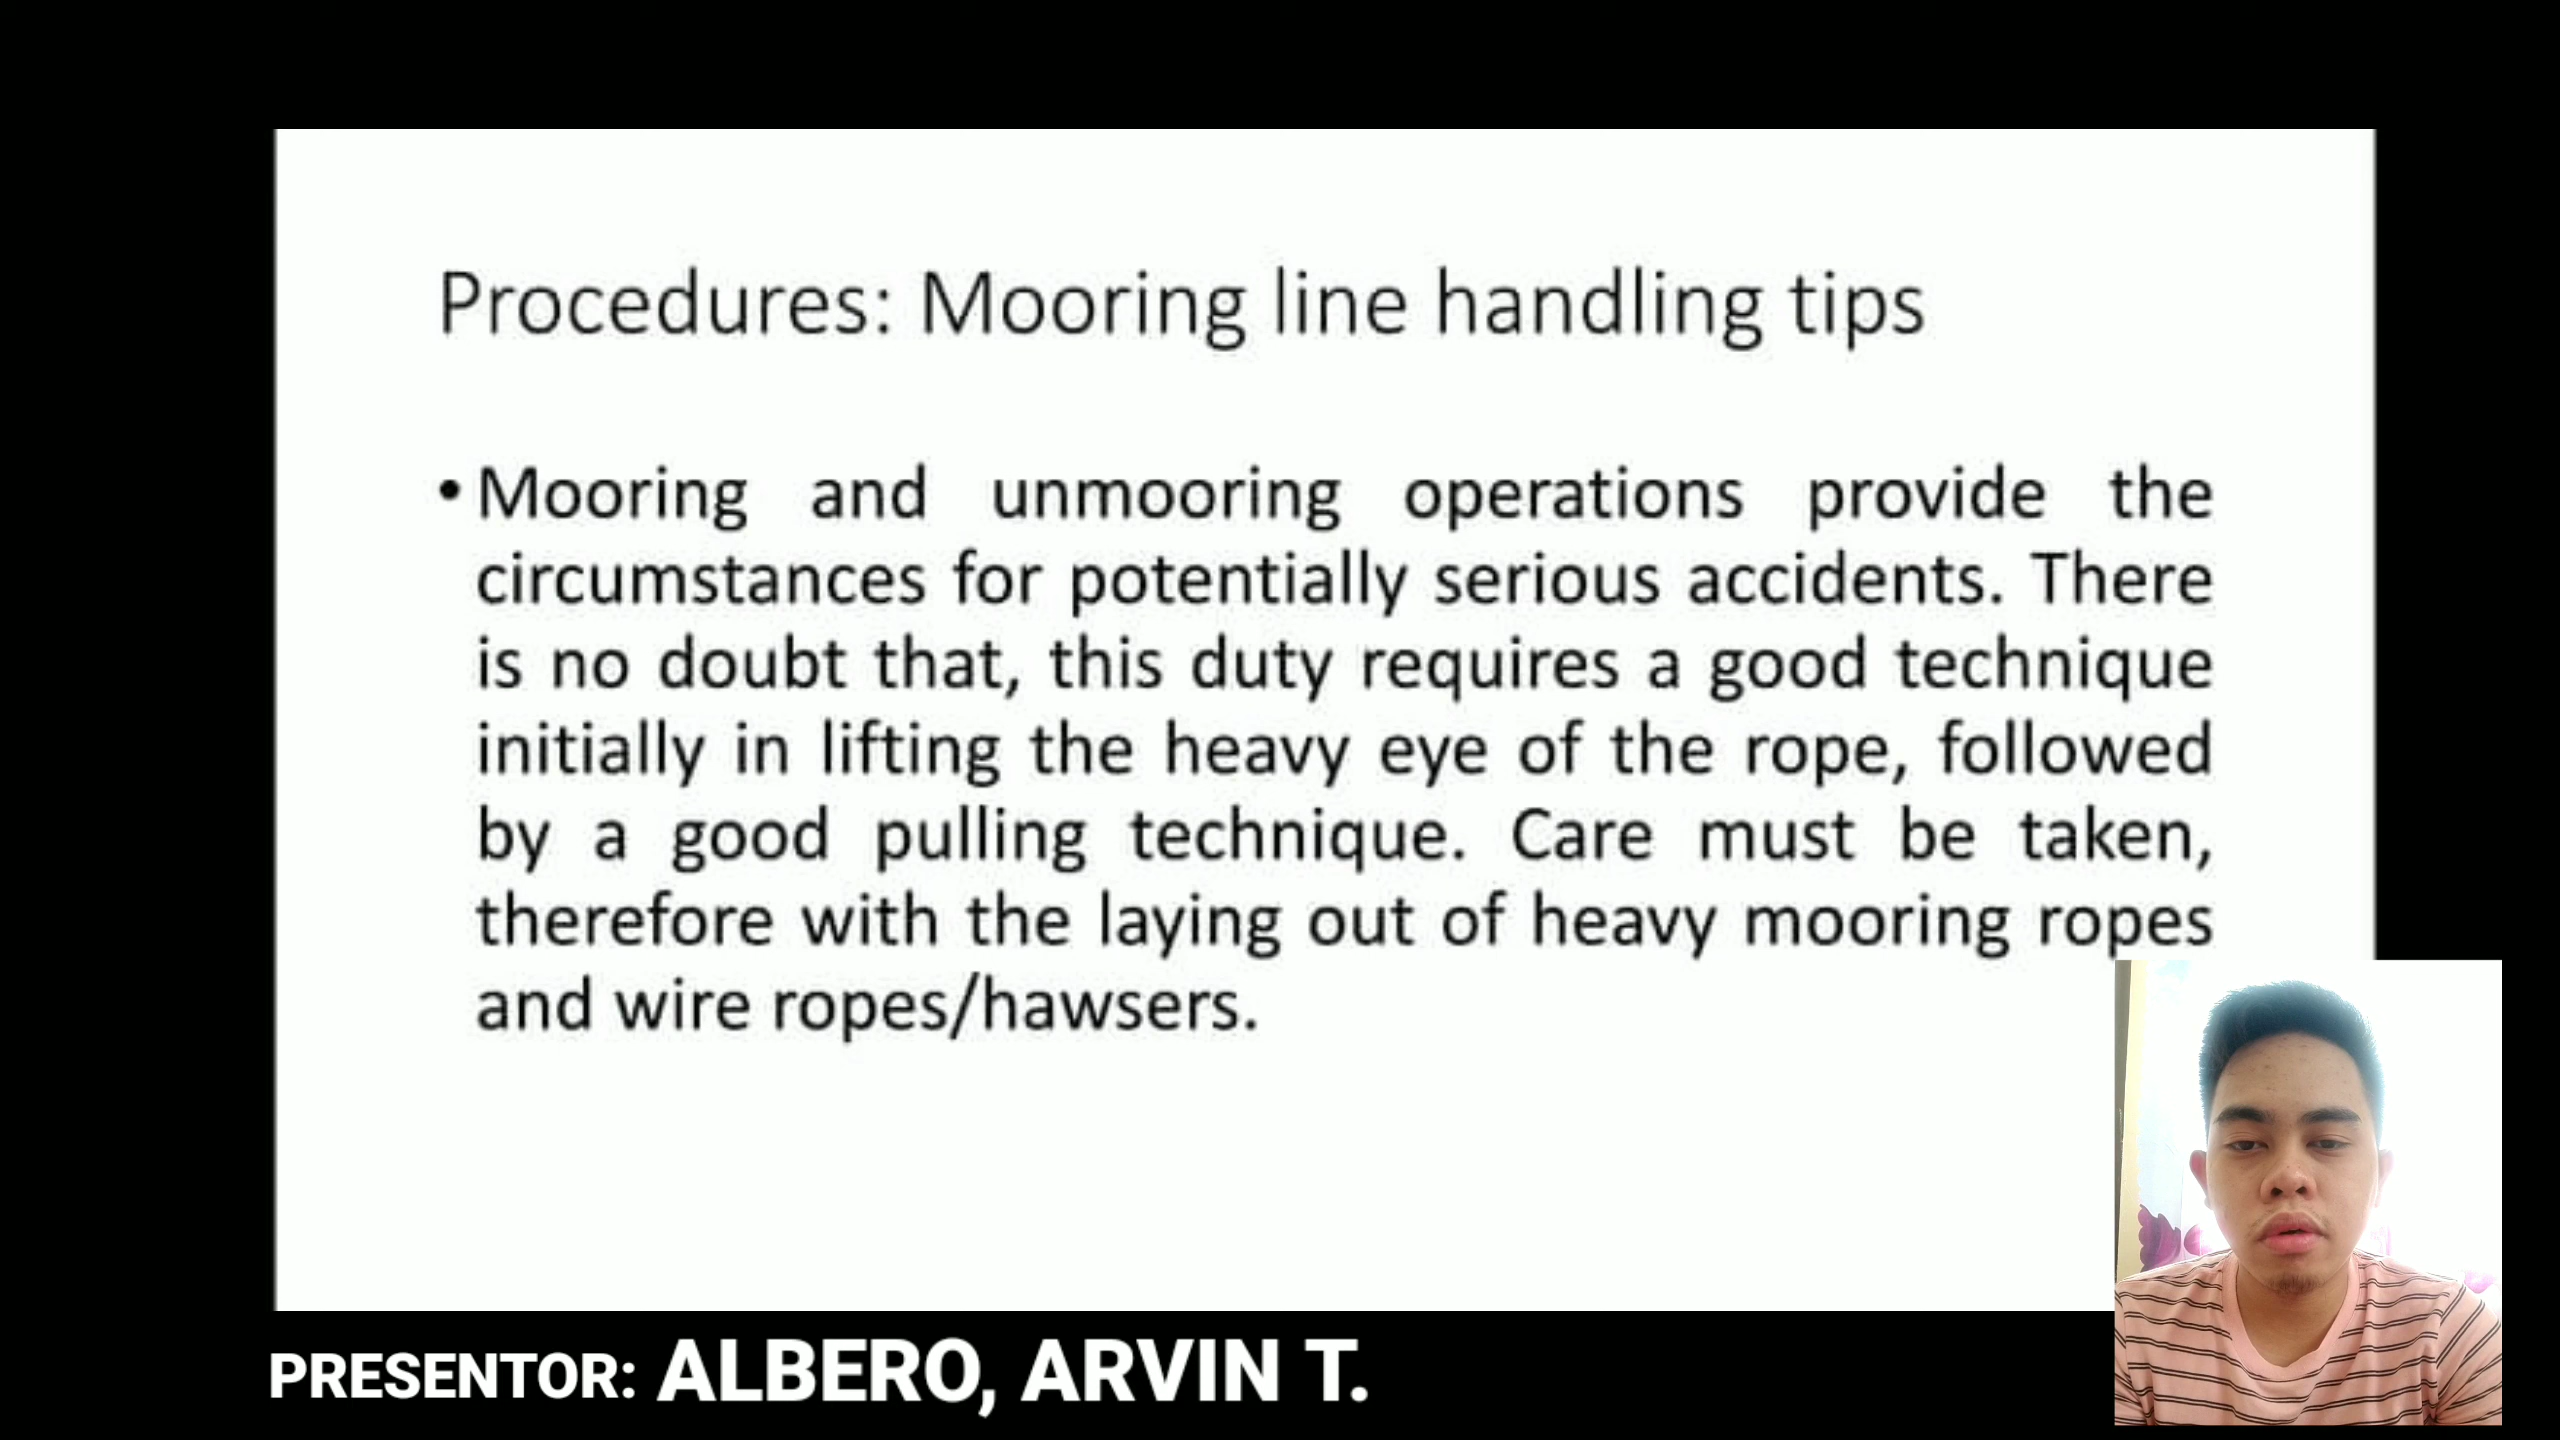 Procedures: Mooring line handling tips
• Mooring and unmooring operations provide the
circumstances for potentially serious accidents. There
is no doubt that, this duty requires a good technique
initially in lifting the heavy eye of the rope, followed
by a good pulling technique. Care must be taken,
therefore with the laying out of heavy mooring ropes
and wire ropes/hawsers.
PRESENTOR: ALBERO, ARVIN T.